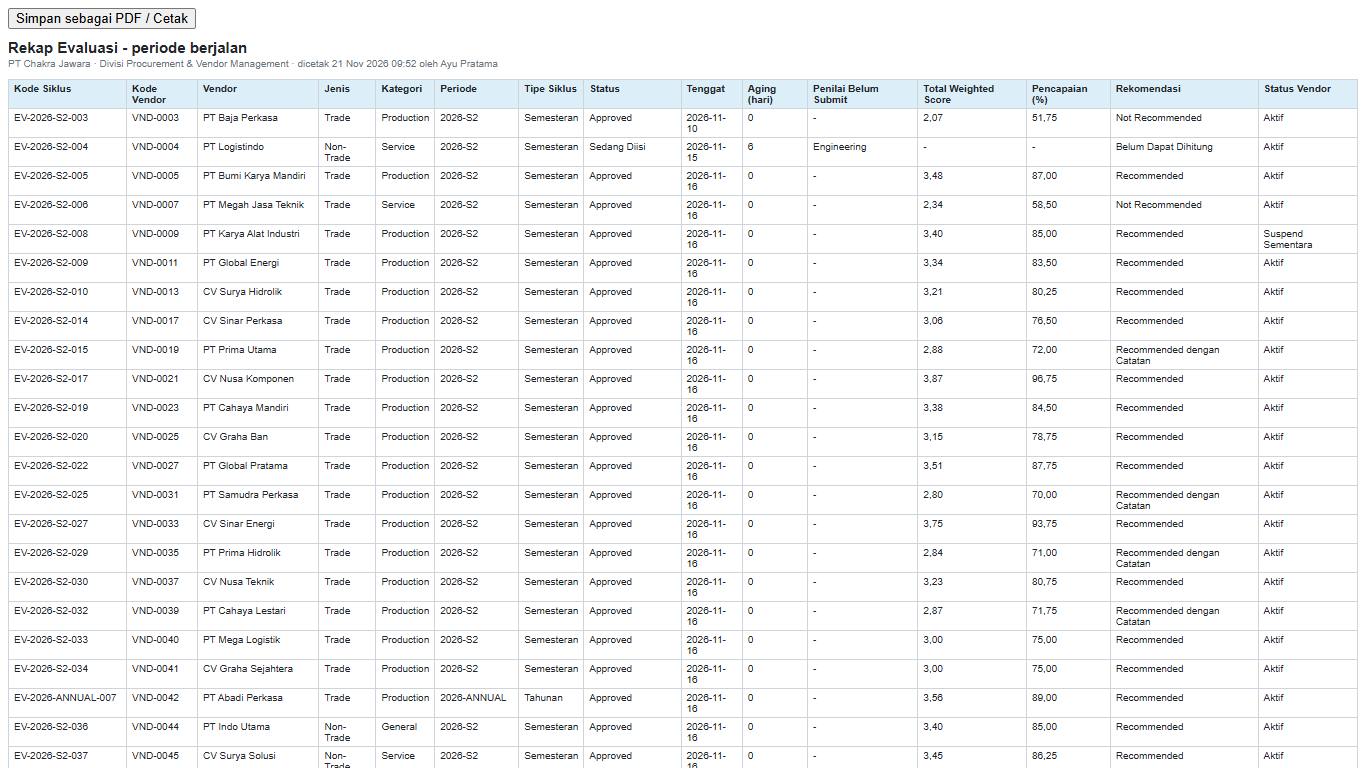 Simpan sebagai PDF / Cetak
Rekap Evaluasi - periode berjalan
PT Chakra Jawara · Divisi Procurement & Vendor Management · dicetak 21 Nov 2026 09:52 oleh Ayu Pratama
Kode Siklus Kode Vendor Vendor Jenis Kategori Periode Tipe Siklus Status Tenggat Aging (hari) Penilai Belum Submit Total Weighted Score Pencapaian (%) Rekomendasi Status Vendor
EV-2026-S2-003 VND-0003 PT Baja Perkasa Trade Production 2026-S2 Semesteran Approved 2026-11-10 0 - 2,07 51,75 Not Recommended Aktif
EV-2026-S2-004 VND-0004 PT Logistindo Non-Trade Service 2026-S2 Semesteran Sedang Diisi 2026-11-15 6 Engineering - - Belum Dapat Dihitung Aktif
EV-2026-S2-005 VND-0005 PT Bumi Karya Mandiri Trade Production 2026-S2 Semesteran Approved 2026-11-16 0 - 3,48 87,00 Recommended Aktif
EV-2026-S2-006 VND-0007 PT Megah Jasa Teknik Trade Service 2026-S2 Semesteran Approved 2026-11-16 0 - 2,34 58,50 Not Recommended Aktif
EV-2026-S2-008 VND-0009 PT Karya Alat Industri Trade Production 2026-S2 Semesteran Approved 2026-11-16 0 - 3,40 85,00 Recommended Suspend Sementara
EV-2026-S2-009 VND-0011 PT Global Energi Trade Production 2026-S2 Semesteran Approved 2026-11-16 0 - 3,34 83,50 Recommended Aktif
EV-2026-S2-010 VND-0013 CV Surya Hidrolik Trade Production 2026-S2 Semesteran Approved 2026-11-16 0 - 3,21 80,25 Recommended Aktif
EV-2026-S2-014 VND-0017 CV Sinar Perkasa Trade Production 2026-S2 Semesteran Approved 2026-11-16 0 - 3,06 76,50 Recommended Aktif
EV-2026-S2-015 VND-0019 PT Prima Utama Trade Production 2026-S2 Semesteran Approved 2026-11-16 0 - 2,88 72,00 Recommended dengan Catatan Aktif
EV-2026-S2-017 VND-0021 CV Nusa Komponen Trade Production 2026-S2 Semesteran Approved 2026-11-16 0 - 3,87 96,75 Recommended Aktif
EV-2026-S2-019 VND-0023 PT Cahaya Mandiri Trade Production 2026-S2 Semesteran Approved 2026-11-16 0 - 3,38 84,50 Recommended Aktif
EV-2026-S2-020 VND-0025 CV Graha Ban Trade Production 2026-S2 Semesteran Approved 2026-11-16 0 - 3,15 78,75 Recommended Aktif
EV-2026-S2-022 VND-0027 PT Global Pratama Trade Production 2026-S2 Semesteran Approved 2026-11-16 0 - 3,51 87,75 Recommended Aktif
EV-2026-S2-025 VND-0031 PT Samudra Perkasa Trade Production 2026-S2 Semesteran Approved 2026-11-16 0 - 2,80 70,00 Recommended dengan Catatan Aktif
EV-2026-S2-027 VND-0033 CV Sinar Energi Trade Production 2026-S2 Semesteran Approved 2026-11-16 0 - 3,75 93,75 Recommended Aktif
EV-2026-S2-029 VND-0035 PT Prima Hidrolik Trade Production 2026-S2 Semesteran Approved 2026-11-16 0 - 2,84 71,00 Recommended dengan Catatan Aktif
EV-2026-S2-030 VND-0037 CV Nusa Teknik Trade Production 2026-S2 Semesteran Approved 2026-11-16 0 - 3,23 80,75 Recommended Aktif
EV-2026-S2-032 VND-0039 PT Cahaya Lestari Trade Production 2026-S2 Semesteran Approved 2026-11-16 0 - 2,87 71,75 Recommended dengan Catatan Aktif
EV-2026-S2-033 VND-0040 PT Mega Logistik Trade Production 2026-S2 Semesteran Approved 2026-11-16 0 - 3,00 75,00 Recommended Aktif
EV-2026-S2-034 VND-0041 CV Graha Sejahtera Trade Production 2026-S2 Semesteran Approved 2026-11-16 0 - 3,00 75,00 Recommended Aktif
EV-2026-ANNUAL-007 VND-0042 PT Abadi Perkasa Trade Production 2026-ANNUAL Tahunan Approved 2026-11-16 0 - 3,56 89,00 Recommended Aktif
EV-2026-S2-036 VND-0044 PT Indo Utama Non-Trade General 2026-S2 Semesteran Approved 2026-11-16 0 - 3,40 85,00 Recommended Aktif
EV-2026-S2-037 VND-0045 CV Surya Solusi Non-Trade Service 2026-S2 Semesteran Approved 2026-11-16 0 - 3,45 86,25 Recommended Aktif